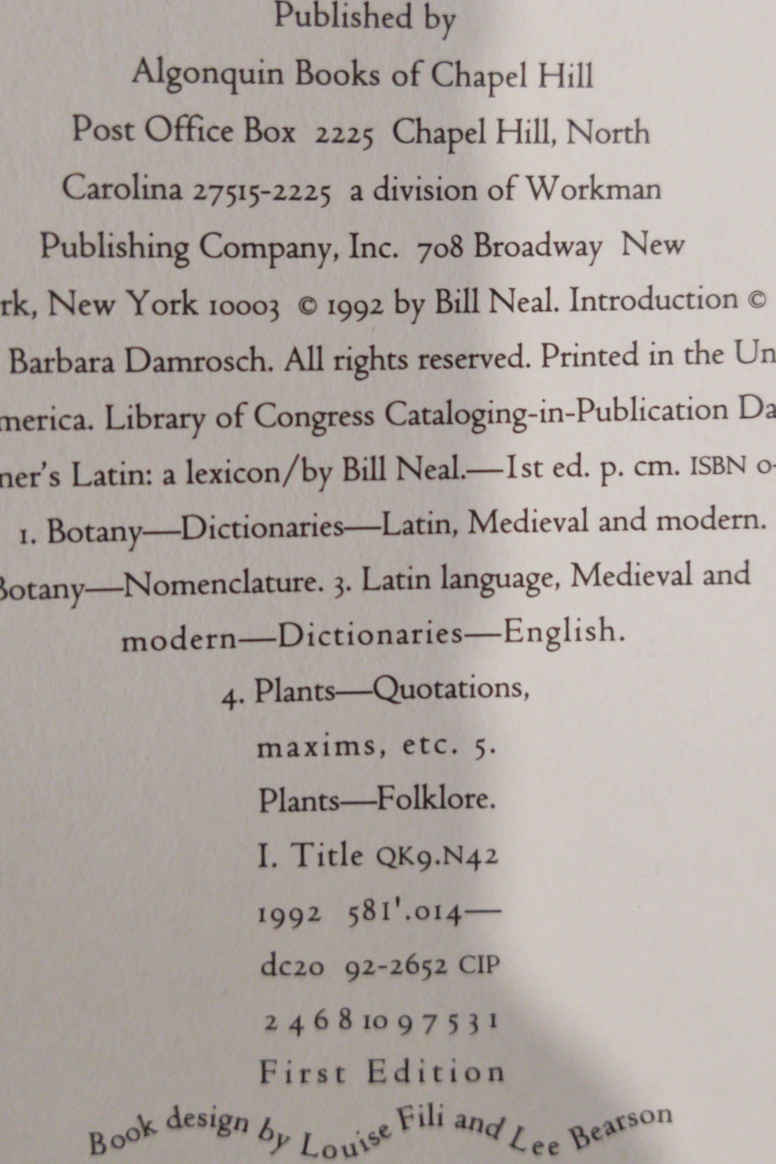 Published by
Algonquin Books of Chapel Hill
Post Office Box 2225 Chapel Hill, North
Carolina 27515-2225 a division of Workman
Publishing Company, Inc. 708 Broadway New
rk, New York 10003 © 1992 by Bill Neal. Introduction ©
Barbara Damrosch. All rights reserved. Printed in the Un
merica. Library of Congress Cataloging-in-Publication Da
ner's Latin: a lexicon/by Bill Neal.—1st ed. p. cm. ISBN 0-
1. Botany—Dictionaries—Latin, Medieval and modern.
Botany—Nomenclature. 3. Latin language, Medieval and
modern—Dictionaries—English.
4. Plants—Quotations,
maxims, etc. 5.
Plants—Folklore.
I. Title QK9.N42
1992 581'.014—
dc20 92-2652 CIP
2 4 6 8 10 9 7 5 3 1
First Edition
Book design by Louise Fili and Lee Bearson